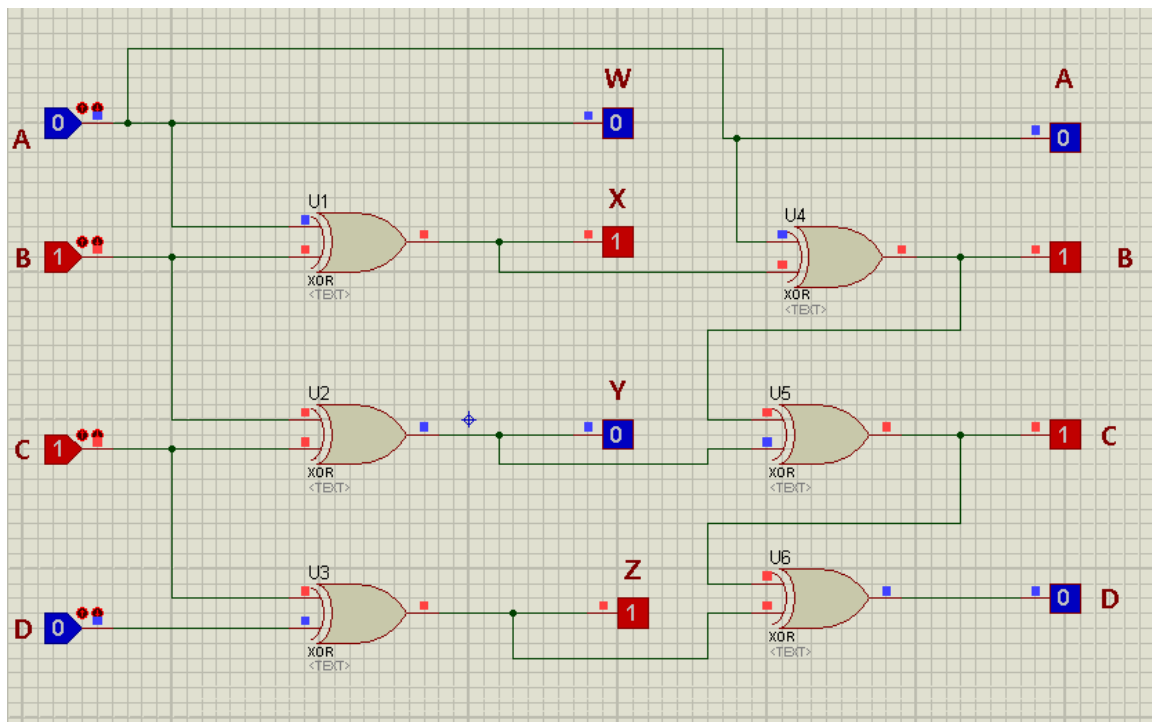 W
A
A
0
0
0
U1
X
U4
B
1
1
1
B
XOR
<TEXT>
XOR
<TEXT>
U2
Y
U5
C
1
0
1
C
XOR
<TEXT>
XOR
<TEXT>
U3
Z
U6
D
0
1
0
D
XOR
<TEXT>
XOR
<TEXT>